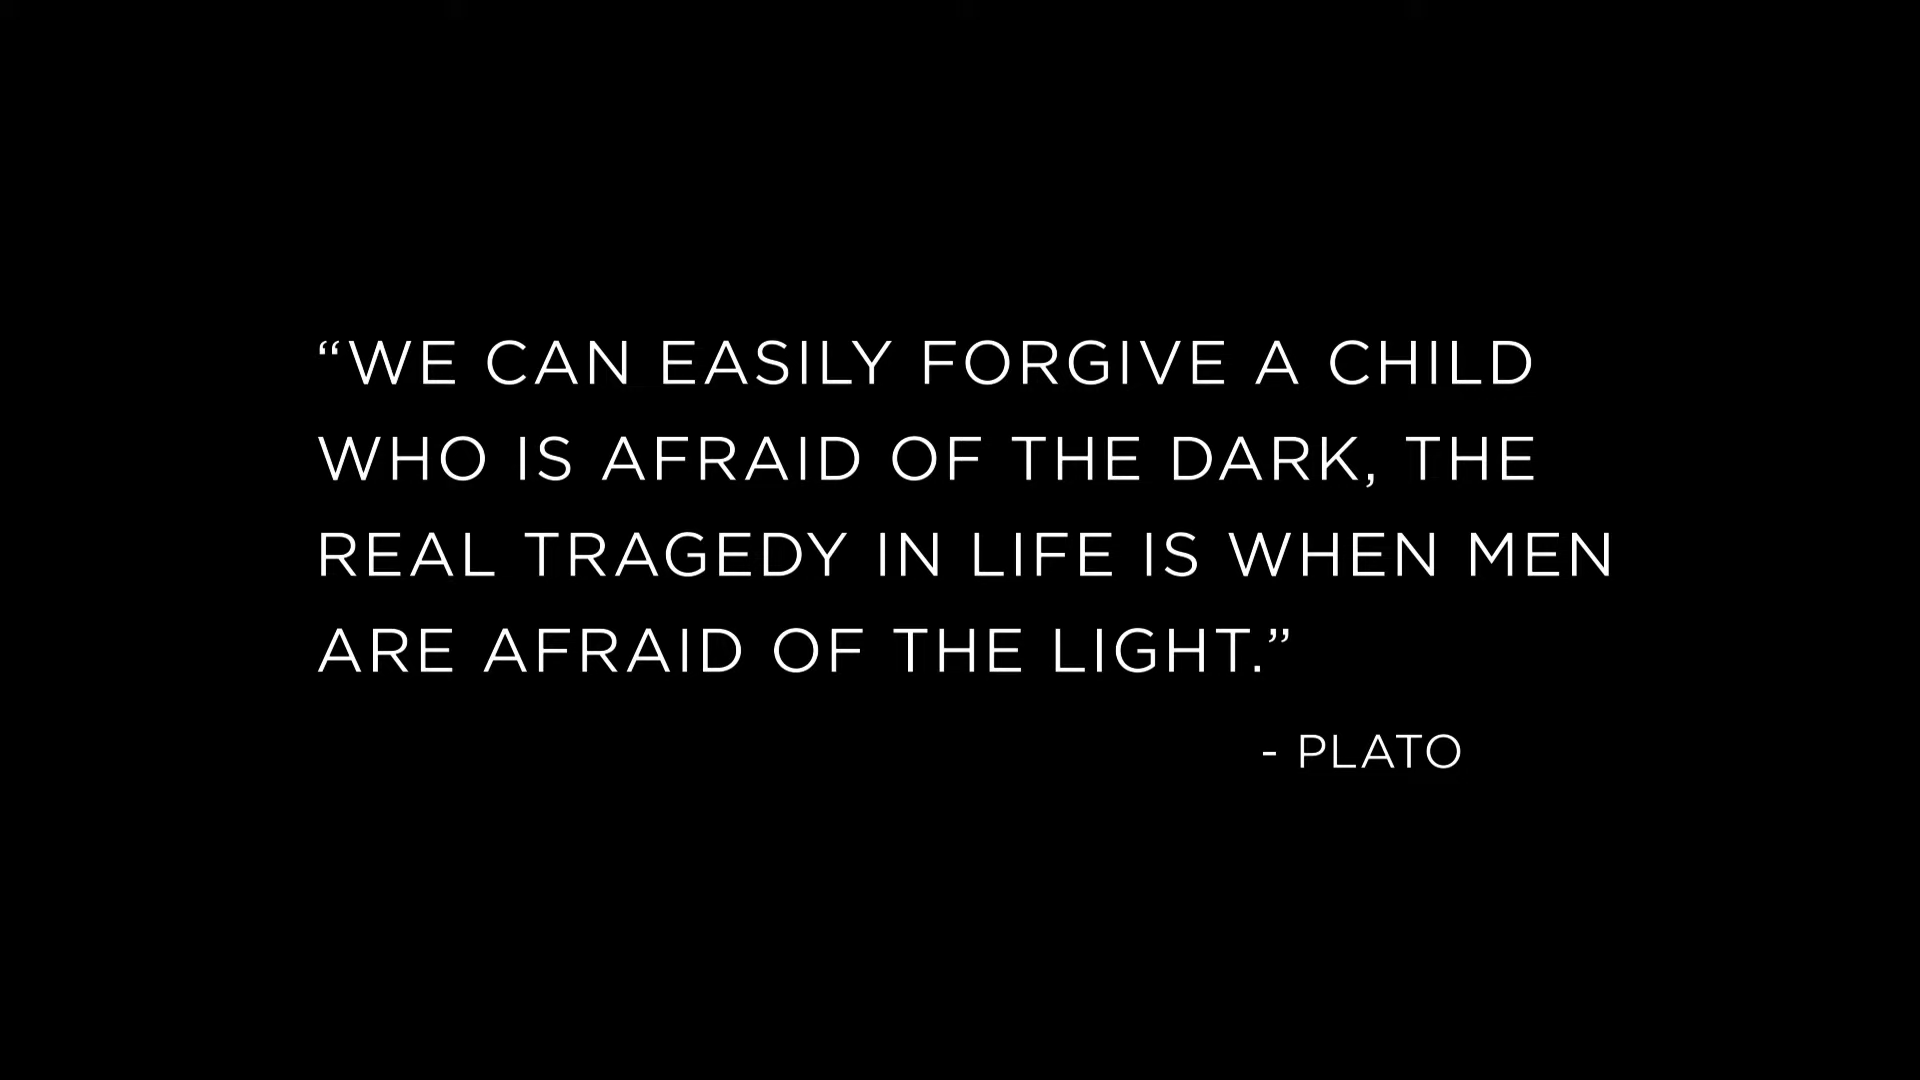 “WE CAN EASILY FORGIVE A CHILD
WHO IS AFRAID OF THE DARK, THE
REAL TRAGEDY IN LIFE IS WHEN MEN
ARE AFRAID OF THE LIGHT.”
- PLATO